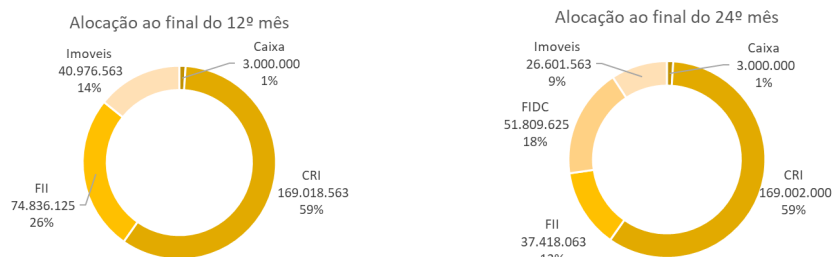 Alocação ao final do 12º mês
Imoveis
40.976.563
14%
Caixa
3.000.000
1%
CRI
169.018.563
59%
FII
74.836.125
26%
Alocação ao final do 24º mês
Imoveis
26.601.563
9%
Caixa
3.000.000
1%
FIDC
51.809.625
18%
CRI
169.002.000
59%
FII
37.418.063